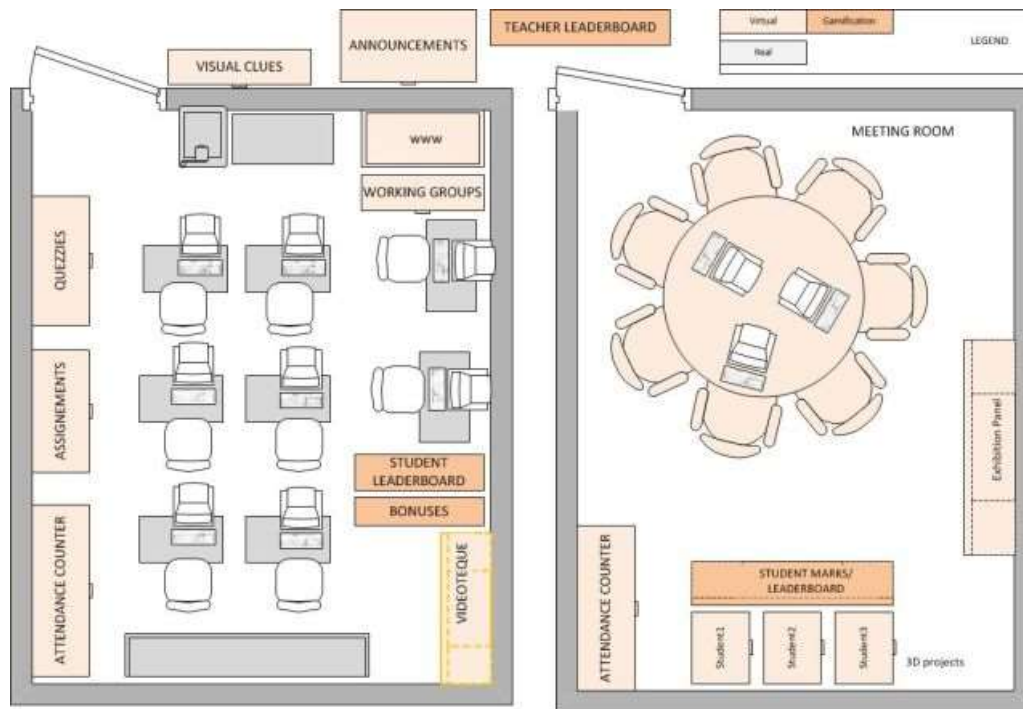 TEACHER LEADERBOARD
ANNOUNCEMENTS
VISUAL CLUES
Virtual
Gamification
Real
LEGEND
www
WORKING GROUPS
QUEZZIES
ASSIGNEMENTS
ATTENDANCE COUNTER
STUDENT
LEADERBOARD
BONUSES
VIDEOTEQUE
MEETING ROOM
Exhibition Panel
ATTENDANCE COUNTER
STUDENT MARKS/
LEADERBOARD
Student1
Student2
Student3
3D projects